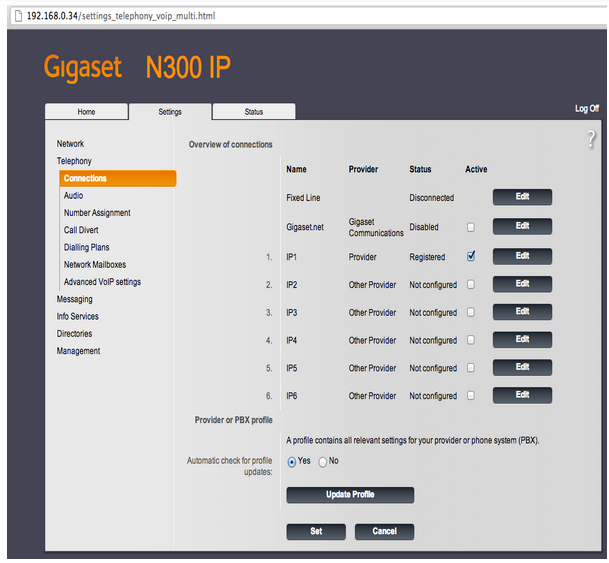 192.168.0.34/settings_telephony_voip_multi.html
Gigaset N300 IP
Home Settings Status Log Off
?
Network
Telephony
Connections
Audio
Number Assignment
Call Divert
Dialling Plans
Network Mailboxes
Advanced VoIP settings
Messaging
Info Services
Directories
Management
Overview of connections
Name Provider Status Active
Fixed Line Disconnected Edit
Gigaset.net Gigaset Communications Disabled Edit
1. IP1 Provider Registered Edit
2. IP2 Other Provider Not configured Edit
3. IP3 Other Provider Not configured Edit
4. IP4 Other Provider Not configured Edit
5. IP5 Other Provider Not configured Edit
6. IP6 Other Provider Not configured Edit
Provider or PBX profile
A profile contains all relevant settings for your provider or phone system (PBX).
Automatic check for profile
updates:
Yes No
Update Profile
Set Cancel